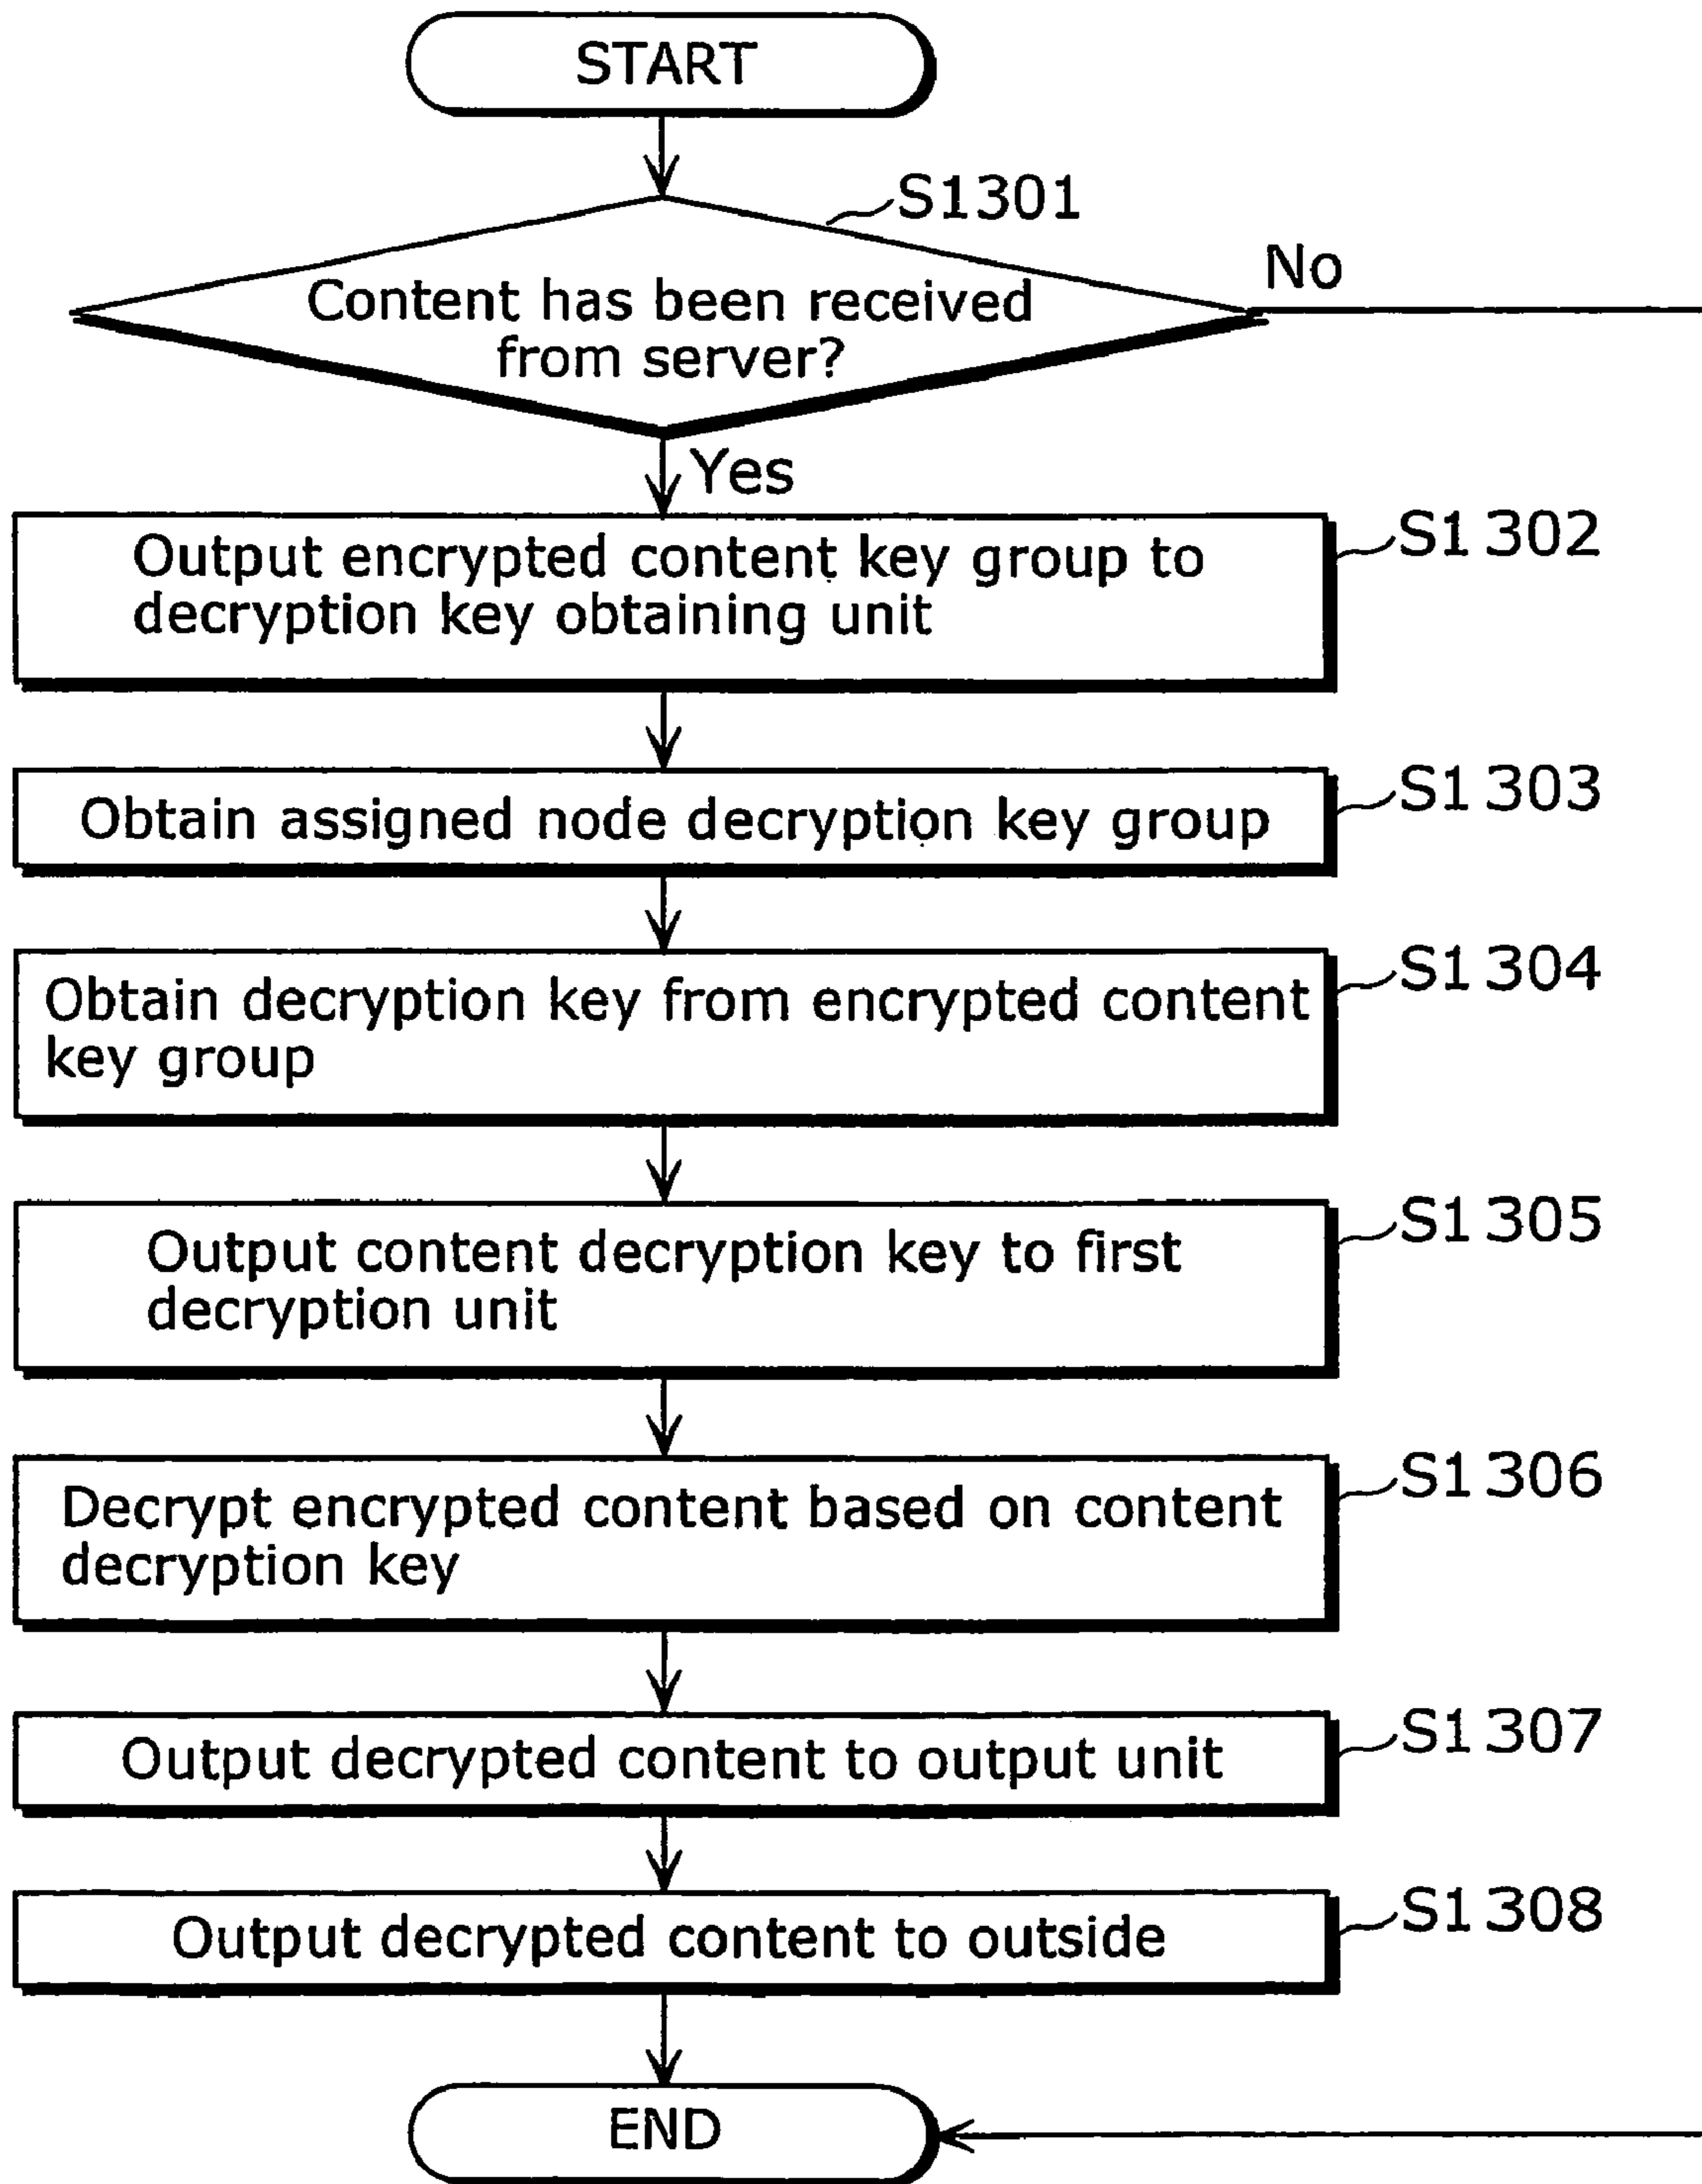 START
S1301
No
Content has been received
from server?
Yes
S1302
Output encrypted content key group to
decryption key obtaining unit
S1303
Obtain assigned node decryption key group
S1304
Obtain decryption key from encrypted content
key group
S1305
Output content decryption key to first
decryption unit
S1306
Decrypt encrypted content based on content
decryption key
S1307
Output decrypted content to output unit
S1308
Output decrypted content to outside
END